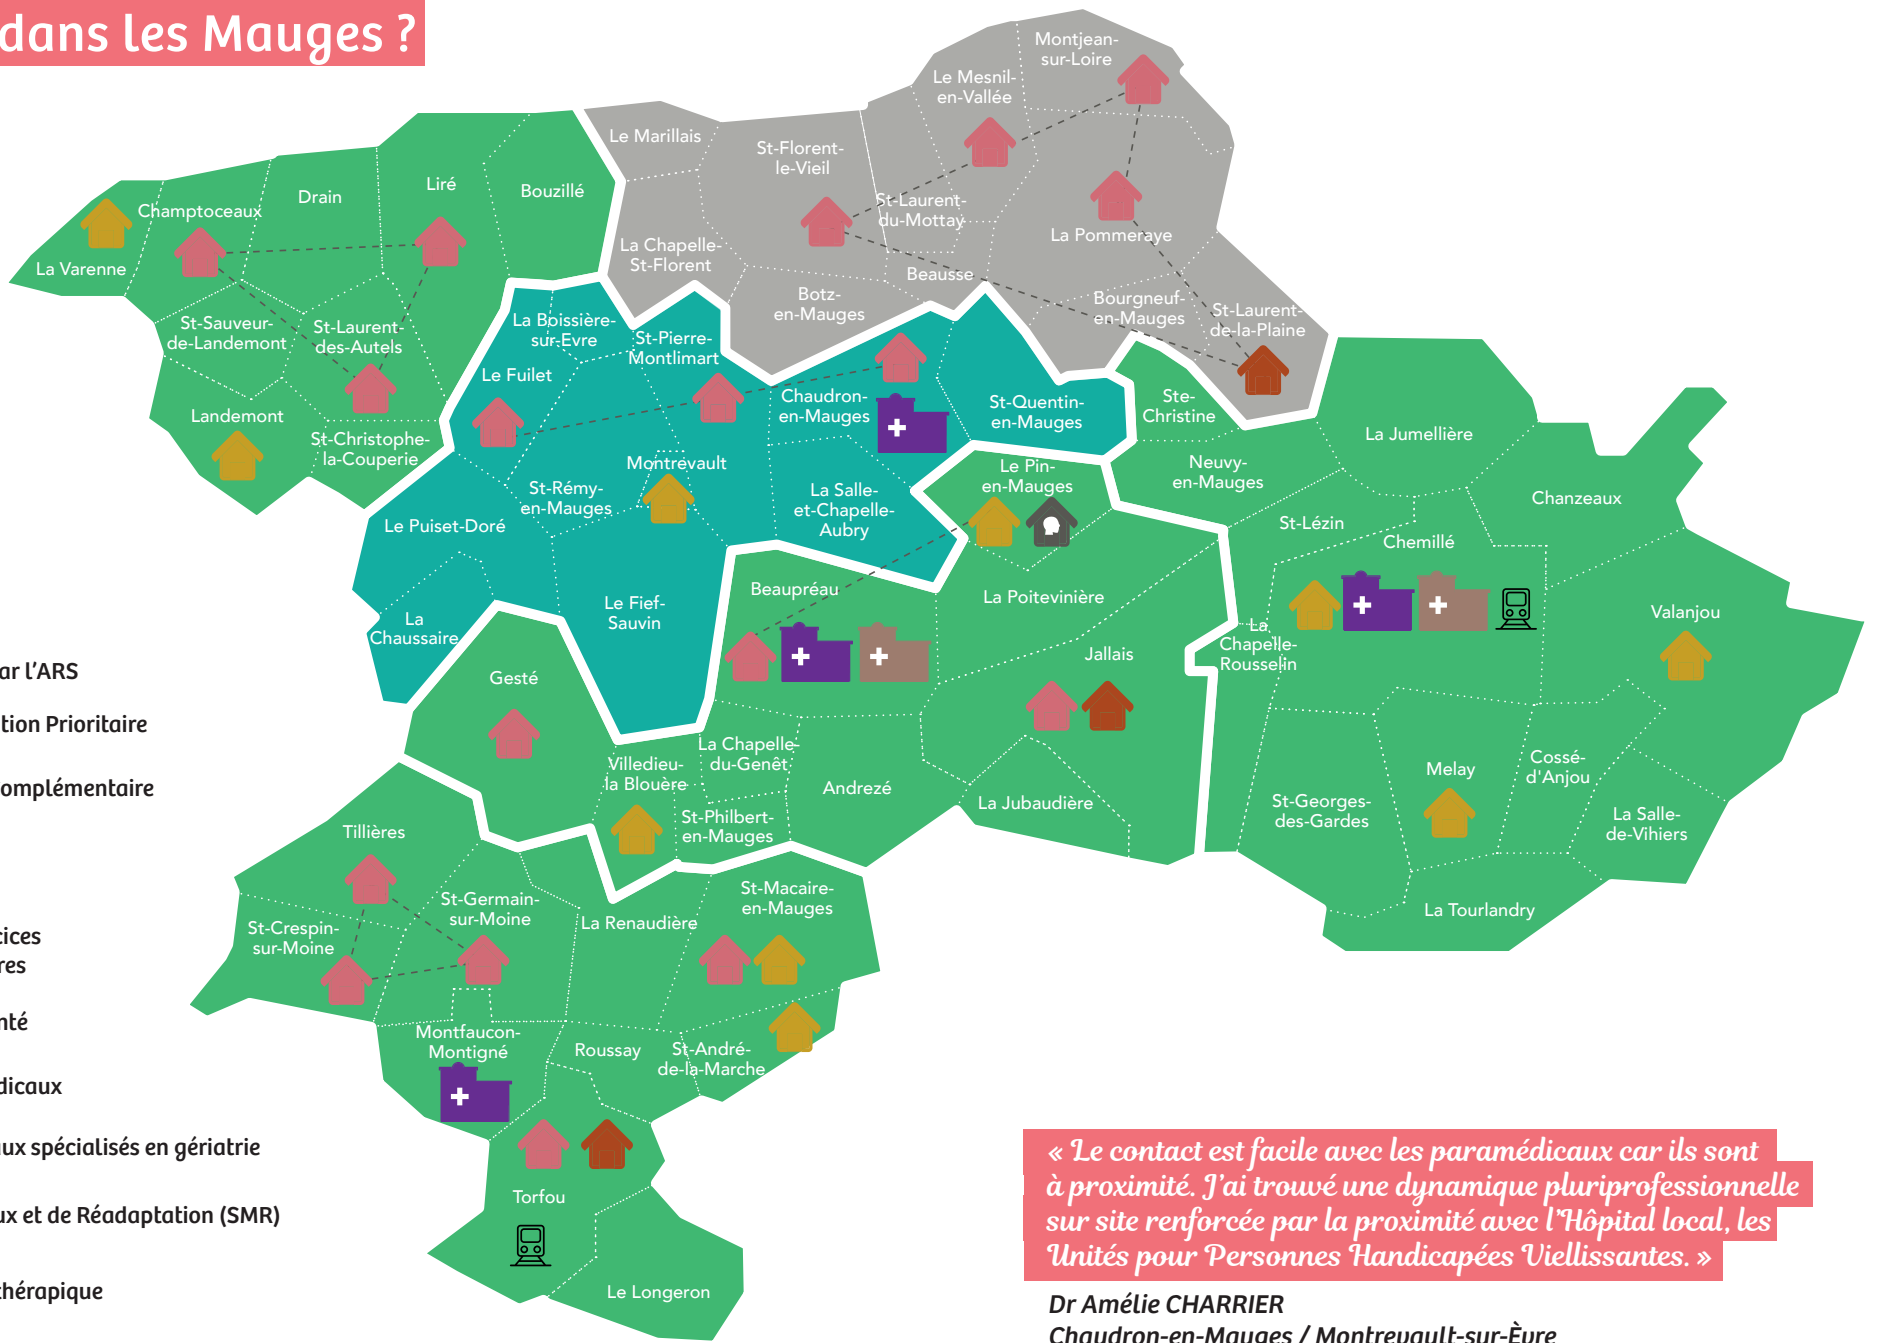 dans les Mauges ?
Montjean-
sur-Loire
Le Mesnil-
en-Vallée
Le Marillais
St-Florent-
le-Vieil
St-Laurent-
du-Mottay
La Pommeraye
La Chapelle-
St-Florent
Beausse
Botz-
en-Mauges
Bourgneuf-
en-Mauges
St-Laurent-
de-la-Plaine
Bouzillé
Liré
Drain
Champtoceaux
La Varenne
St-Sauveur-
de-Landemont
St-Laurent-
des-Autels
Landemont
St-Christophe-
la-Couperie
La Boissière-
sur-Evre
St-Pierre-
Montlimart
Le Fuilet
Chaudron-
en-Mauges
St-Quentin-
en-Mauges
Montrevault
St-Rémy-
en-Mauges
La Salle-
et-Chapelle-
Aubry
Le Puiset-Doré
La
Chaussaire
Le Fief-
Sauvin
Ste-
Christine
Neuvy-
en-Mauges
La Jumellière
Chanzeaux
St-Lézin
Chemillé
Valanjou
La
Chapelle-
Rousselin
Melay
Cossé-
d'Anjou
St-Georges-
des-Gardes
La Salle-
de-Vihiers
La Tourlandry
Le Pin-
en-Mauges
Beaupréau
La Poitevinière
Jallais
Gesté
Villedieu-
la Blouère
La Chapelle-
du-Genêt
St-Philbert-
en-Mauges
Andrezé
La Jubaudière
Tillières
St-Germain-
sur-Moine
St-Crespin-
sur-Moine
La Renaudière
St-Macaire-
en-Mauges
Montfaucon-
Montigné
Roussay
St-André-
de-la-Marche
Torfou
Le Longeron
ar l'ARS
tion Prioritaire
omplémentaire
cices
res
nté
dicaux
ux spécialisés en gériatrie
ux et de Réadaptation (SMR)
thérapique
« Le contact est facile avec les paramédicaux car ils sont
à proximité. J'ai trouvé une dynamique pluriprofessionnelle
sur site renforcée par la proximité avec l'Hôpital local, les
Unités pour Personnes Handicapées Viellissantes. »
Dr Amélie CHARRIER
Chaudron-en-Mauges / Montrevault-sur-Èvre